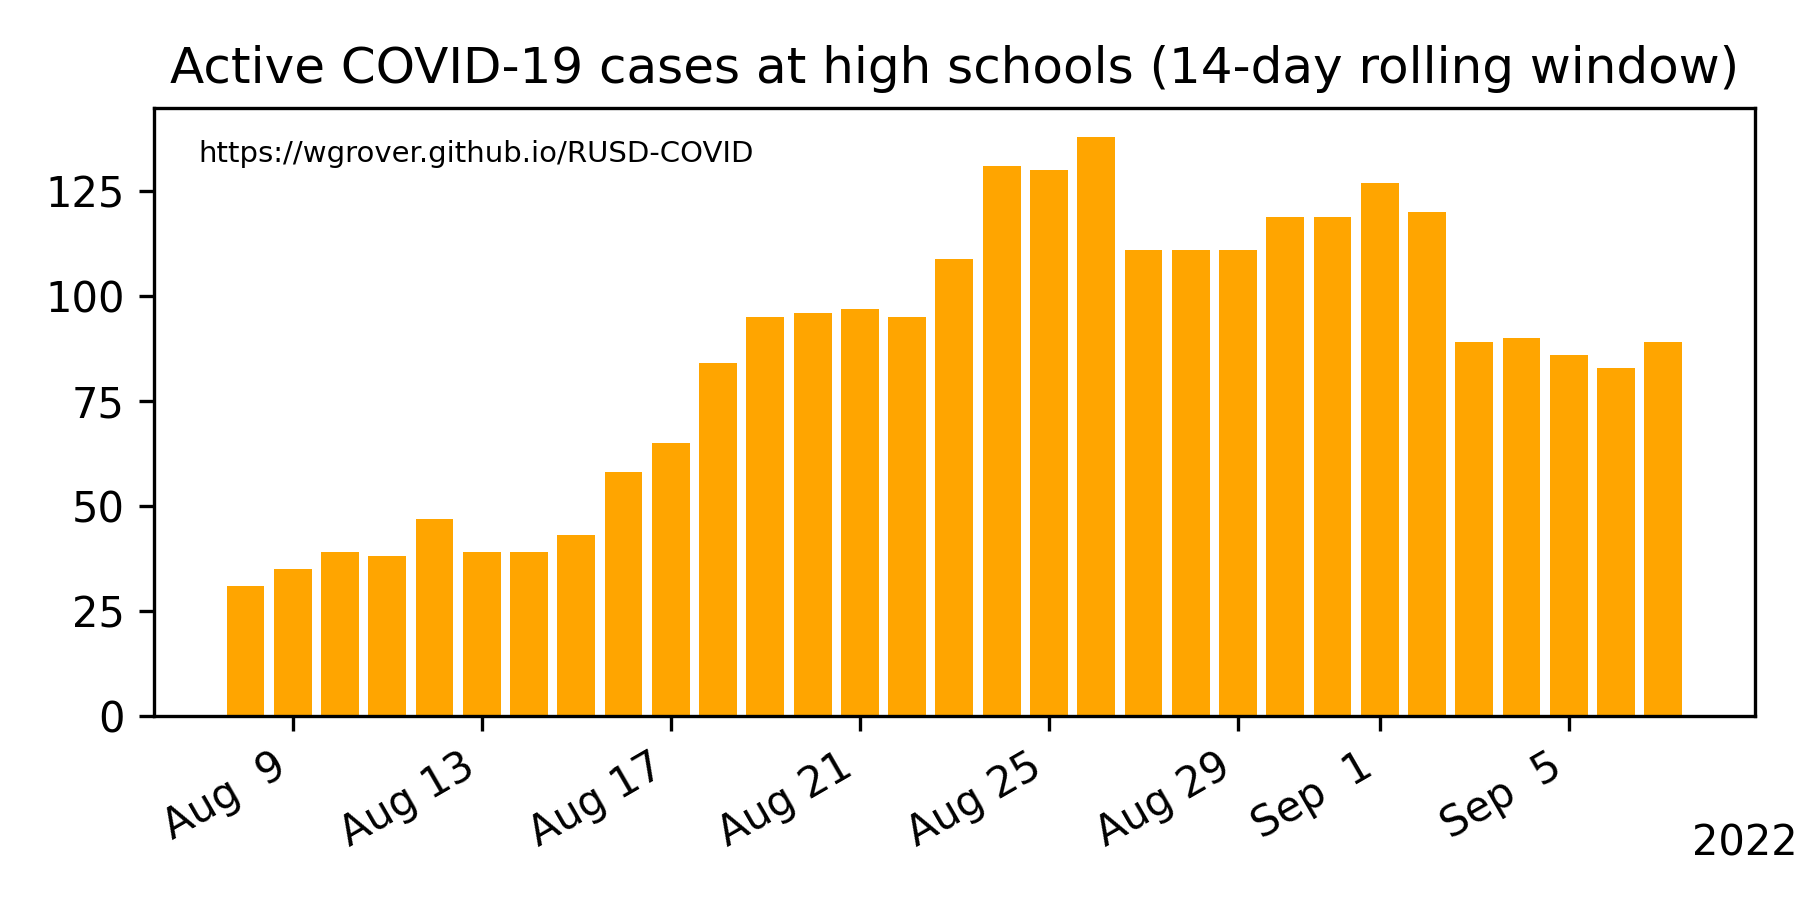 Active COVID-19 cases at high schools (14-day rolling window)
https://wgrover.github.io/RUSD-COVID
125
100
75
50
25
0
Aug 9
Aug 13
Aug 17
Aug 21
Aug 25
Aug 29
Sep 1
Sep 5
2022